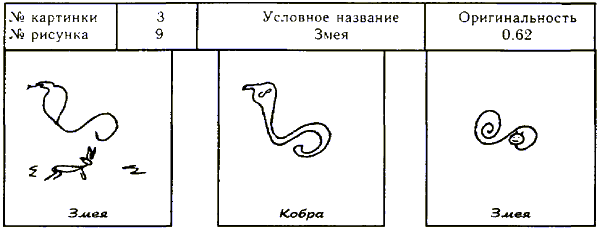 № картинки 3 Условное название Оригинальность
№ рисунка 9 Змея 0.62
Змея Кобра Змея